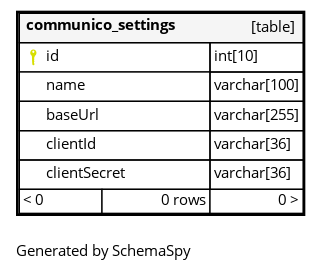 communico_settings [table]
id int[10]
name varchar[100]
baseUrl varchar[255]
clientId varchar[36]
clientSecret varchar[36]
< 0 0 rows 0 >
Generated by SchemaSpy